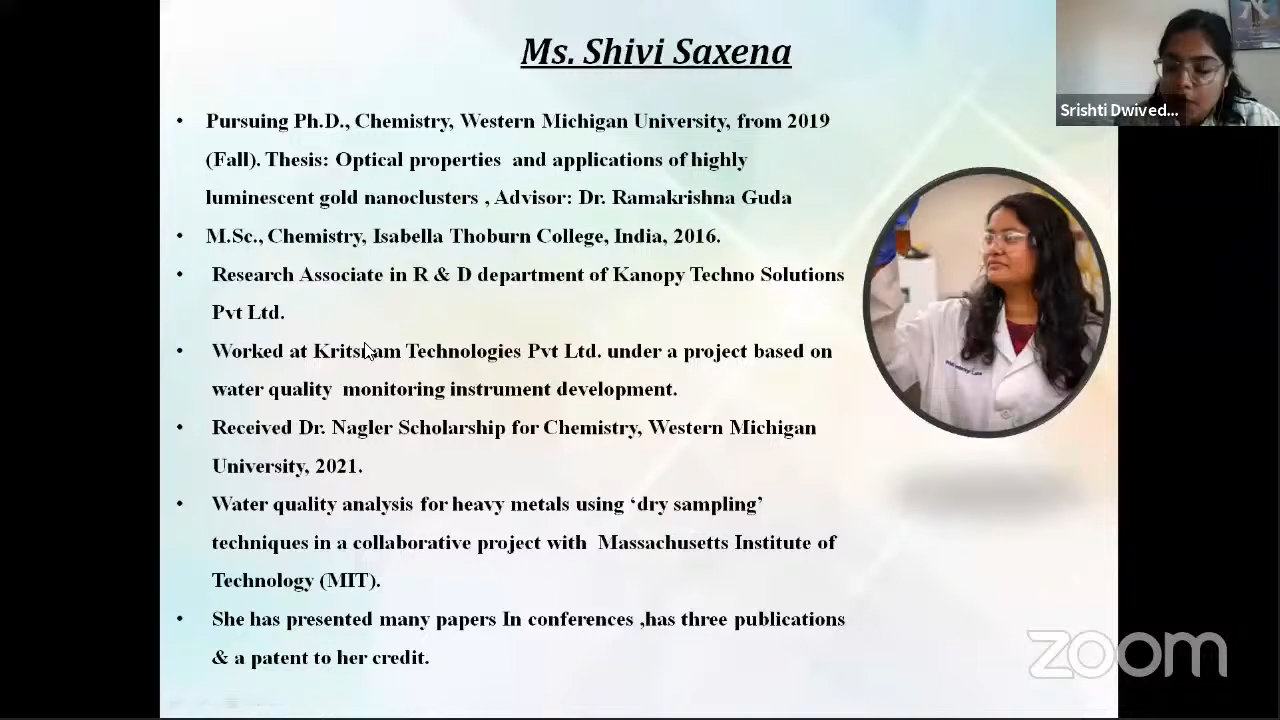 Ms. Shivi Saxena
Srishti Dwived...
• Pursuing Ph.D., Chemistry, Western Michigan University, from 2019
(Fall). Thesis: Optical properties and applications of highly
luminescent gold nanoclusters , Advisor: Dr. Ramakrishna Guda
• M.Sc., Chemistry, Isabella Thoburn College, India, 2016.
• Research Associate in R & D department of Kanopy Techno Solutions
Pvt Ltd.
• Worked at Technologies Pvt Ltd. under a project based on
water quality monitoring instrument development.
• Received Dr. Nagler Scholarship for Chemistry, Western Michigan
University, 2021.
• Water quality analysis for heavy metals using ‘dry sampling’
techniques in a collaborative project with Massachusetts Institute of
Technology (MIT).
• She has presented many papers In conferences ,has three publications
& a patent to her credit.
zoom